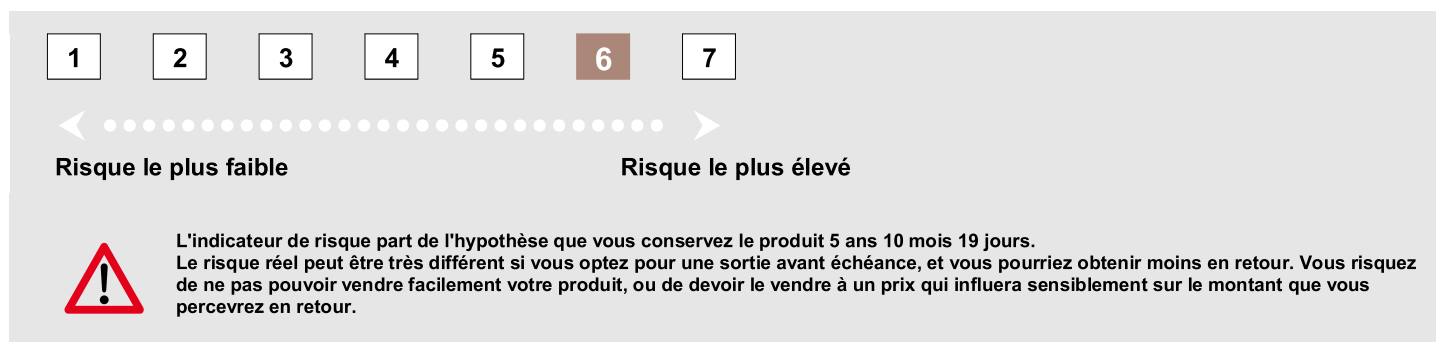 1 2 3 4 5 6 7
Risque le plus faible Risque le plus élevé
L'indicateur de risque part de l'hypothèse que vous conservez le produit 5 ans 10 mois 19 jours.
Le risque réel peut être très différent si vous optez pour une sortie avant échéance, et vous pourriez obtenir moins en retour. Vous risquez
de ne pas pouvoir vendre facilement votre produit, ou de devoir le vendre à un prix qui influera sensiblement sur le montant que vous
percevrez en retour.